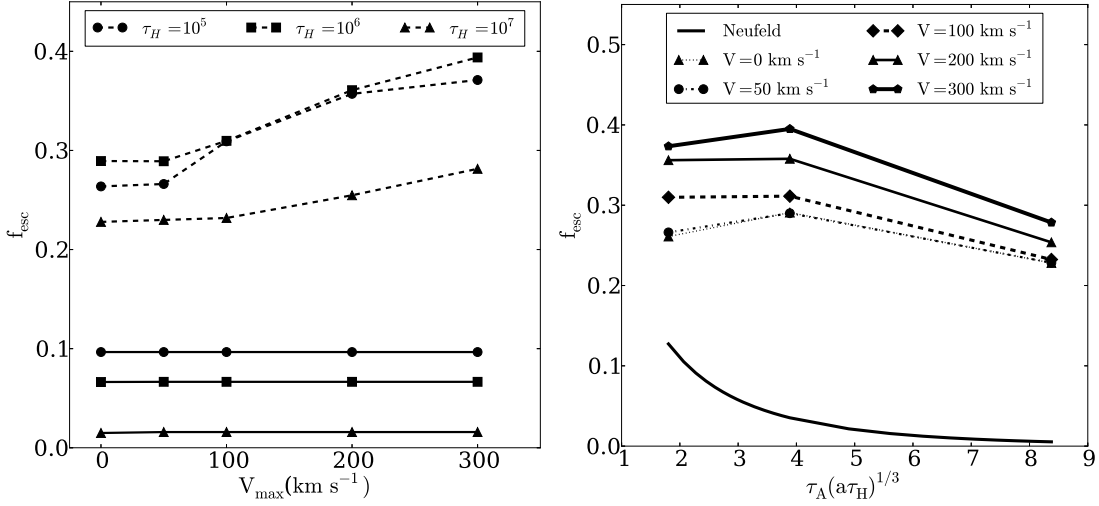 τ_H =10^5 τ_H =10^6 τ_H =10^7
0.4
0.3
0.2
0.1
0.0
f_esc
0 100 200 300
V_max(km s^−1)
Neufeld
V=0 km s^−1
V=50 km s^−1
V=100 km s^−1
V=200 km s^−1
V=300 km s^−1
0.5
0.4
0.3
0.2
0.1
0.0
f_esc
1 2 3 4 5 6 7 8 9
τ_A(aτ_H)^1/3